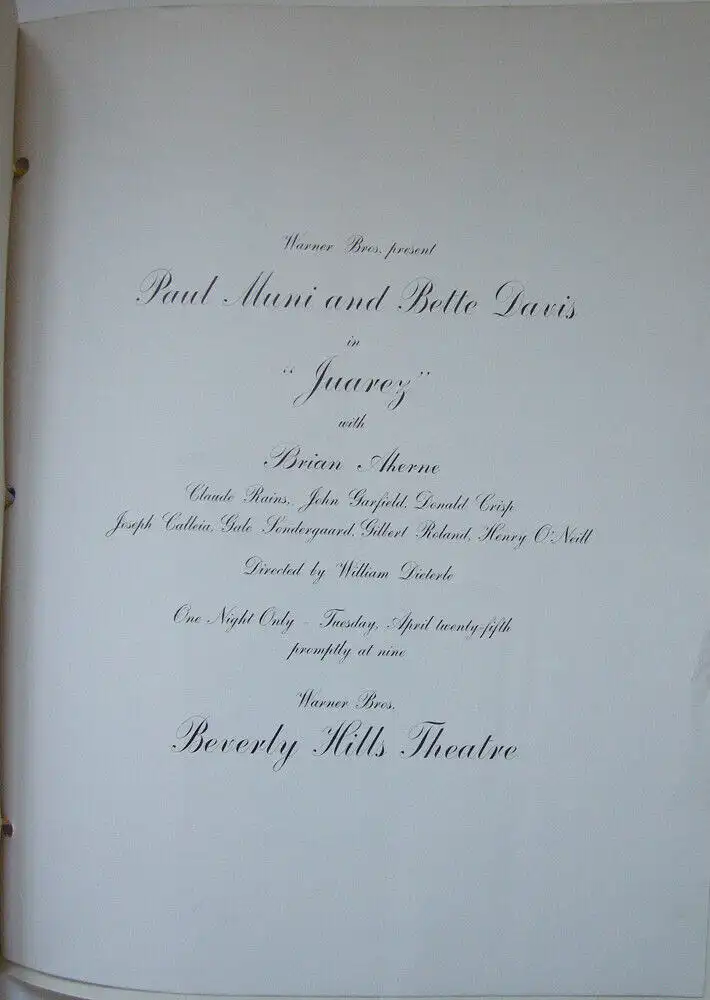 Warner Bros. present
Paul Muni and Bette Davis
in
"Juarez"
with
Brian Aherne
Claude Rains, John Garfield, Donald Crisp
Joseph Calleia, Gale Sondergaard, Gilbert Roland, Henry O'Neill
Directed by William Dieterle
One Night Only - Tuesday, April twenty-fifth
promptly at nine
Warner Bros.
Beverly Hills Theatre